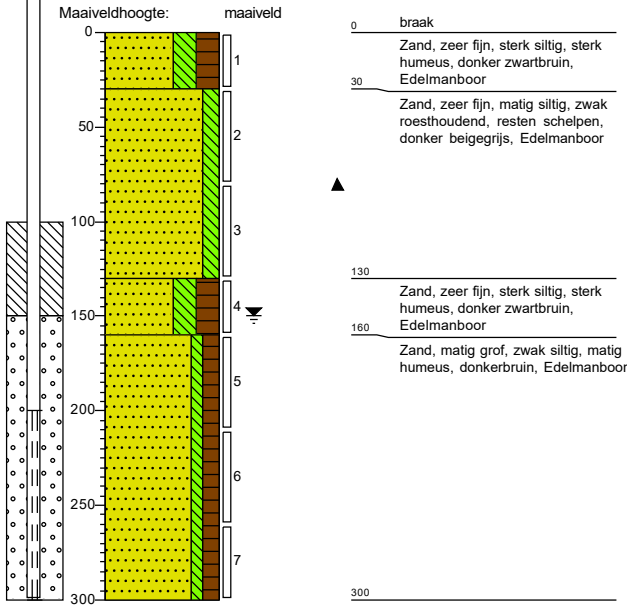 Maaiveldhoogte: maaiveld
0
50
100
150
200
250
300
1
2
3
4
5
6
7
0 braak
Zand, zeer fijn, sterk siltig, sterk
humeus, donker zwartbruin,
Edelmanboor
30
Zand, zeer fijn, matig siltig, zwak
roesthoudend, resten schelpen,
donker beigegrijs, Edelmanboor
130
Zand, zeer fijn, sterk siltig, sterk
humeus, donker zwartbruin,
Edelmanboor
160
Zand, matig grof, zwak siltig, matig
humeus, donkerbruin, Edelmanboor
300